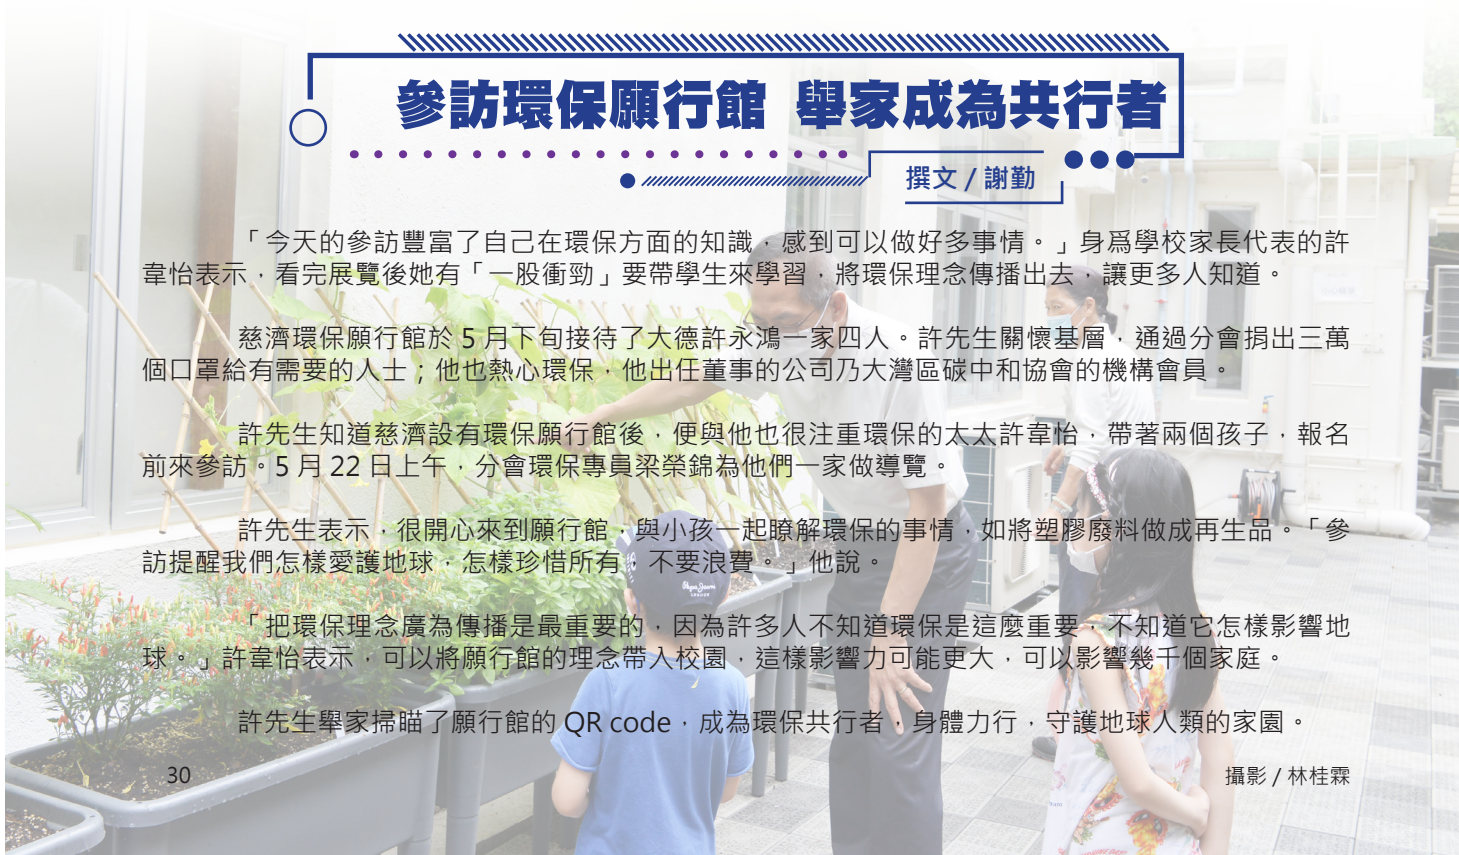 參訪環保願行館 舉家成為共行者
撰文 / 謝勤
「今天的參訪豐富了自己在環保方面的知識，感到可以做好多事情。」身爲學校家長代表的許
韋怡表示，看完展覽後她有「一股衝勁」要帶學生來學習，將環保理念傳播出去，讓更多人知道。
慈濟環保願行館於 5 月下旬接待了大德許永鴻一家四人。許先生關懷基層，通過分會捐出三萬
個口罩給有需要的人士；他也熱心環保，他出任董事的公司乃大灣區碳中和協會的機構會員。
許先生知道慈濟設有環保願行館後，便與他也很注重環保的太太許韋怡，帶著兩個孩子，報名
前來參訪。5 月 22 日上午，分會環保專員梁榮錦為他們一家做導覽。
許先生表示，很開心來到願行館，與小孩一起瞭解環保的事情，如將塑膠廢料做成再生品。「參
訪提醒我們怎樣愛護地球，怎樣珍惜所有，不要浪費。」他說。
「把環保理念廣為傳播是最重要的，因為許多人不知道環保是這麼重要，不知道它怎樣影響地
球。」許韋怡表示，可以將願行館的理念帶入校園，這樣影響力可能更大，可以影響幾千個家庭。
許先生舉家掃瞄了願行館的 QR code，成為環保共行者，身體力行，守護地球人類的家園。
30
攝影 / 林桂霖